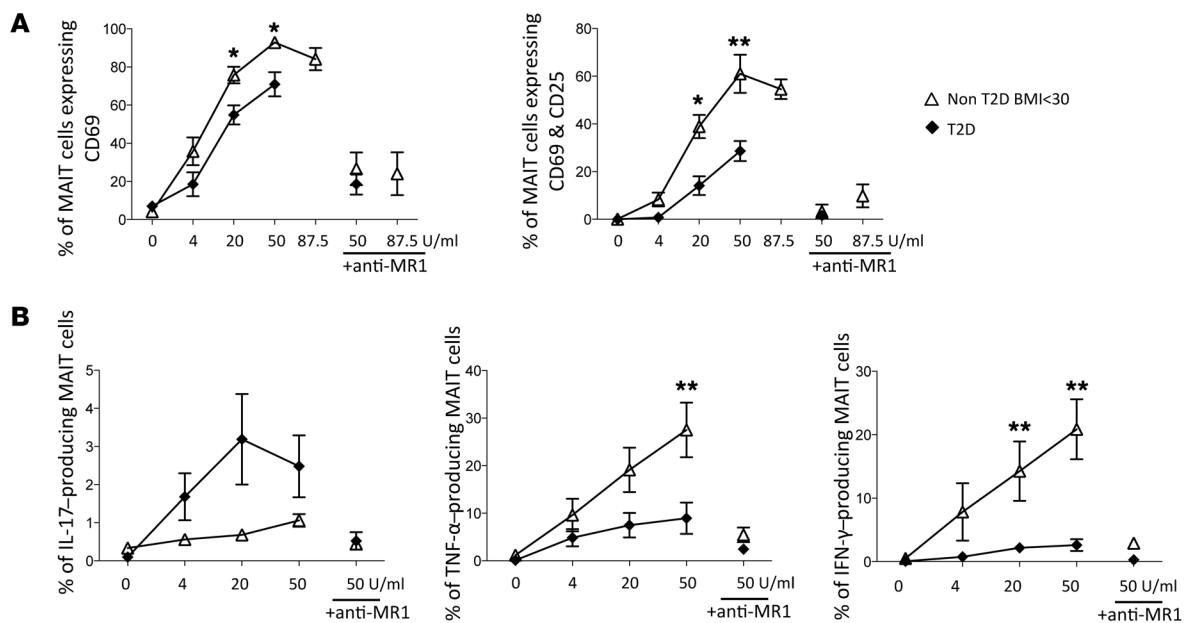 A
% of MAIT cells expressing
CD69
100
80
60
40
20
0
*
*
0 4 20 50 87.5 50 87.5 U/ml
+anti-MR1
% of MAIT cells expressing
CD69 & CD25
80
60
40
20
0
*
**
0 4 20 50 87.5 50 87.5 U/ml
+anti-MR1
Non T2D BMI<30
T2D
B
% of IL-17–producing MAIT cells
5
4
3
2
1
0
0 4 20 50 50 U/ml
+anti-MR1
% of TNF-α–producing MAIT cells
40
30
20
10
0
**
0 4 20 50 50 U/ml
+anti-MR1
% of IFN-γ–producing MAIT cells
30
20
10
0
**
**
0 4 20 50 50 U/ml
+anti-MR1